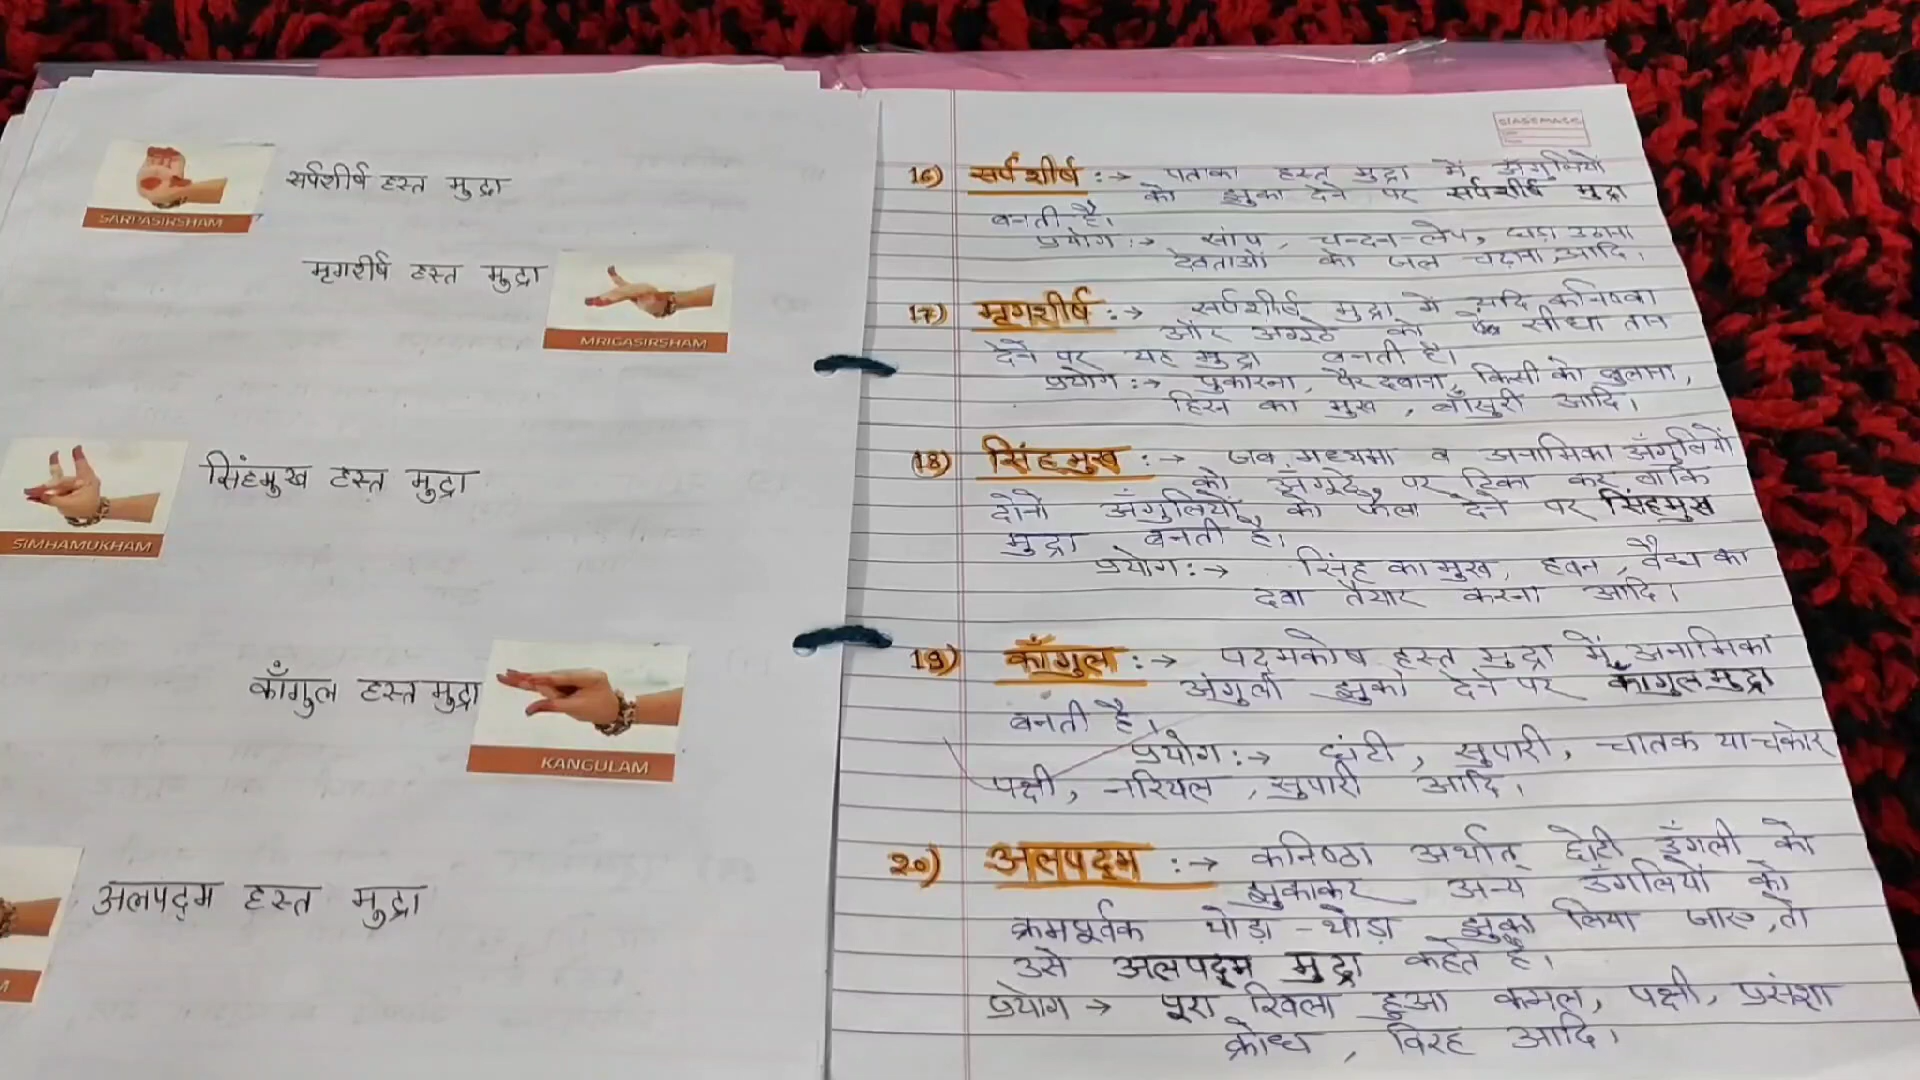 SARPASIRSHAM
सर्पशीर्ष हस्त मुद्रा
मृगशीर्ष हस्त मुद्रा
MRIGASIRSHAM
सिंहमुख हस्त मुद्रा
SIMHAMUKHAM
काँगुल हस्त मुद्रा
KANGULAM
अलपद्म हस्त मुद्रा
M
CLASSMATE
16) सर्पशीर्ष :→ पताका हस्त मुद्रा में अँगुलियों
को झुका देने पर सर्पशीर्ष मुद्रा
बनती है।
प्रयोग :→ सांप, चन्दन-लेप, घड़ा उठाना
देवताओं को जल चढ़ाना आदि।
17) मृगशीर्ष :→ सर्पशीर्ष मुद्रा में यदि कनिष्का
और अंगूठे को सीधा तान
देने पर यह मुद्रा बनती है।
प्रयोग :→ पुकारना, पैर दबाना, किसी को बुलाना,
हिरन का मुख, बाँसुरी आदि।
18) सिंहमुख :→ जब मध्यमा व अनामिका अँगुलियों
को अंगूठे पर टिका कर बाकि
दोनो अँगुलियों को फैला देने पर सिंहमुख
मुद्रा बनती है।
प्रयोग :→ सिंह का मुख, हवन, वैद्य का
दवा तैयार करना आदि।
19) काँगुल :→ पदमकोष हस्त मुद्रा में अनामिका
अंगुली झुका देने पर काँगुल मुद्रा
बनती है।
प्रयोग :→ घंटी, सुपारी, चातक या चकोर
पक्षी, नरियल, सुपारी आदि।
20) अलपद्म :→ कनिष्ठा अर्थात् छोटी उँगली को
झुकाकर अन्य उँगलियों को
क्रमपूर्वक थोड़ा-थोड़ा झुका लिया जाए, तो
उसे अलपद्म मुद्रा कहते है।
प्रयोग → पूरा खिला हुआ कमल, पक्षी, प्रसंशा
क्रोध, विरह आदि।